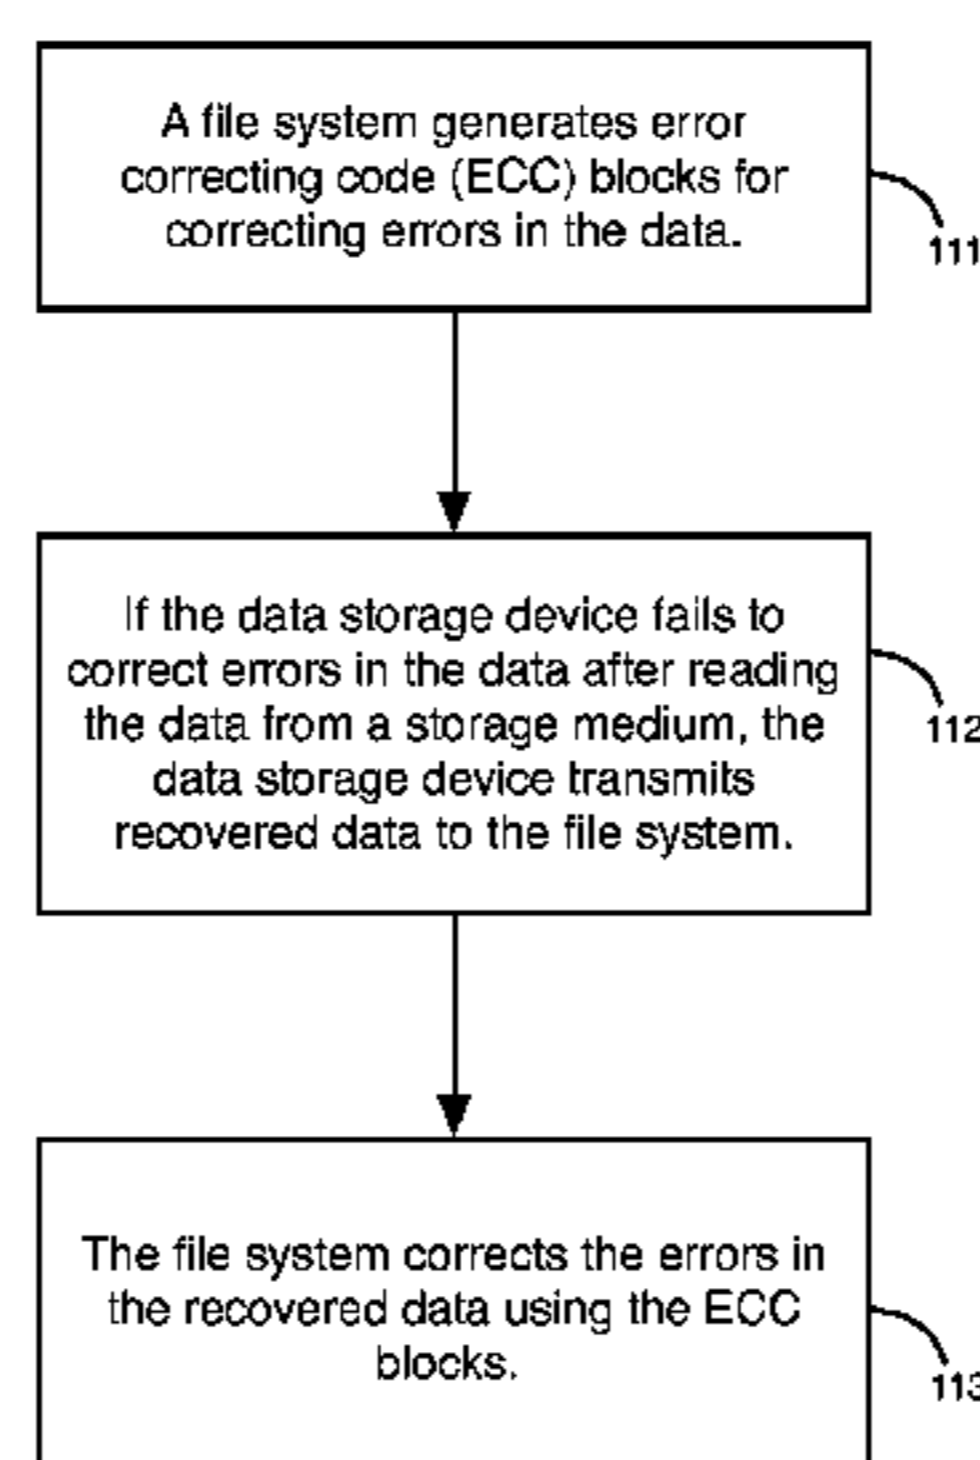 A file system generates error
correcting code (ECC) blocks for
correcting errors in the data.
111
If the data storage device fails to
correct errors in the data after reading
the data from a storage medium, the
data storage device transmits
recovered data to the file system.
112
The file system corrects the errors in
the recovered data using the ECC
blocks.
113